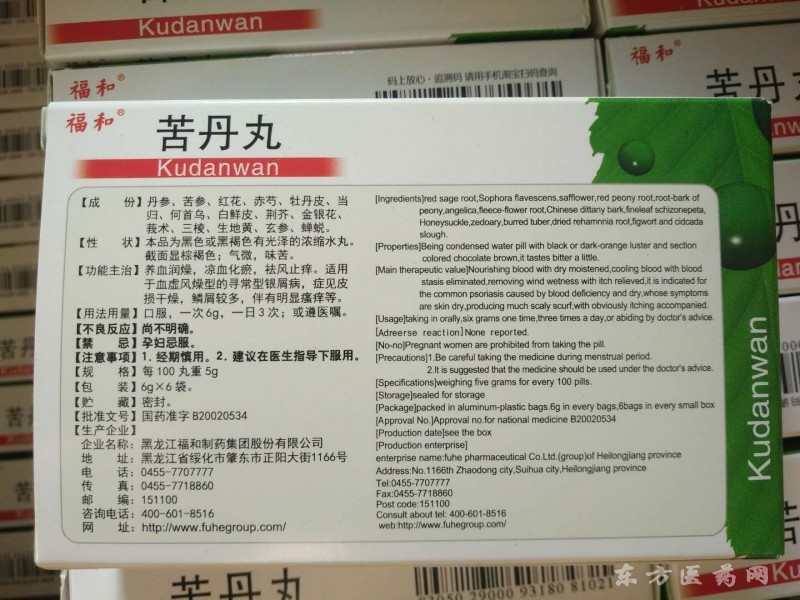 Kudanwan
福和®
码上放心·追溯码 请用手机淘宝扫码查询
福和®
苦丹丸
Kudanwan
【成 份】丹参、苦参、红花、赤芍、牡丹皮、当
归、何首乌、白鲜皮、荆芥、金银花、
莪术、三棱、生地黄、玄参、蝉蜕。
【性 状】本品为黑色或黑褐色有光泽的浓缩水丸。
截面显棕褐色；气微，味苦。
【功能主治】养血润燥，凉血化瘀，祛风止痒。适用
于血虚风燥型的寻常型银屑病，症见皮
损干燥，鳞屑较多，伴有明显瘙痒等。
【用法用量】口服，一次6g，一日3次；或遵医嘱。
【不良反应】尚不明确。
【禁 忌】孕妇忌服。
【注意事项】1.经期慎用。2.建议在医生指导下服用。
【规 格】每100丸重5g
【包 装】6g×6袋。
【贮 藏】密封。
【批准文号】国药准字B20020534
【生产企业】
企业名称：黑龙江福和制药集团股份有限公司
地 址：黑龙江省绥化市肇东市正阳大街1166号
电 话：0455-7707777
传 真：0455-7718860
邮 编：151100
咨询电话：400-601-8516
网 址：http://www.fuhegroup.com/
[Ingredients]red sage root,Sophora flavescens,safflower,red peony root,root-bark of
peony,angelica,fleece-flower root,Chinese dittany bark,fineleaf schizonepeta,
Honeysuckle,zedoary,burred tuber,dried rehamnnia root,figwort and cidcada
slough.
[Properties]Being condensed water pill with black or dark-orange luster and section
colored chocolate brown,it tastes bitter a little.
[Main therapeutic value]Nourishing blood with dry moistened,cooling blood with blood
stasis eliminated,removing wind wetness with itch relieved,it is indicated for
the common psoriasis caused by blood deficiency and dry,whose symptoms
are skin dry,producing much scaly scurf,with obviously itching accompanied.
[Usage]taking in orally,six grams one time,three times a day,or abiding by doctor's advice.
[Adreerse reaction]None reported.
[No-no]Pregnant women are prohibited from taking the pill.
[Precautions]1.Be careful taking the medicine during menstrual period.
2.It is suggested that the medicine should be used under the doctor's advice.
[Specifications]weighing five grams for every 100 pills.
[Storage]sealed for storage
[Package]packed in aluminum-plastic bags.6g in every bags,6bags in every small box
[Approval No.]Approval no.for national medicine B20020534
[Production date]see the box
[Production enterprise]
enterprise name:fuhe pharmaceutical Co.Ltd.(group)of Heilongjiang province
Address:No.1166th Zhaodong city,Suihua city,Heilongjiang province
Tel:0455-7707777
Fax:0455-7718860
Post code:151100
Consult about tel: 400-601-8516
web:http://www.fuhegroup.com/
Kudanwan
福和®
苦丹
Kudanw
苦丹丸
东方医药网